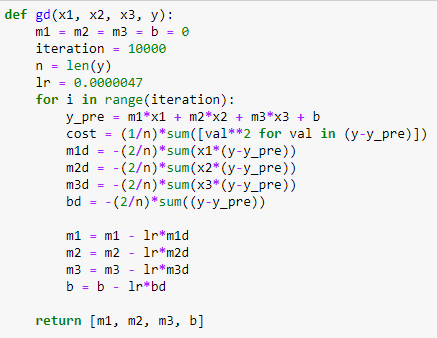 def gd(x1, x2, x3, y):
    m1 = m2 = m3 = b = 0
    iteration = 10000
    n = len(y)
    lr = 0.0000047
    for i in range(iteration):
        y_pre = m1*x1 + m2*x2 + m3*x3 + b
        cost = (1/n)*sum([val**2 for val in (y-y_pre)])
        m1d = -(2/n)*sum(x1*(y-y_pre))
        m2d = -(2/n)*sum(x2*(y-y_pre))
        m3d = -(2/n)*sum(x3*(y-y_pre))
        bd = -(2/n)*sum((y-y_pre))
        m1 = m1 - lr*m1d
        m2 = m2 - lr*m2d
        m3 = m3 - lr*m3d
        b = b - lr*bd
    return [m1, m2, m3, b]